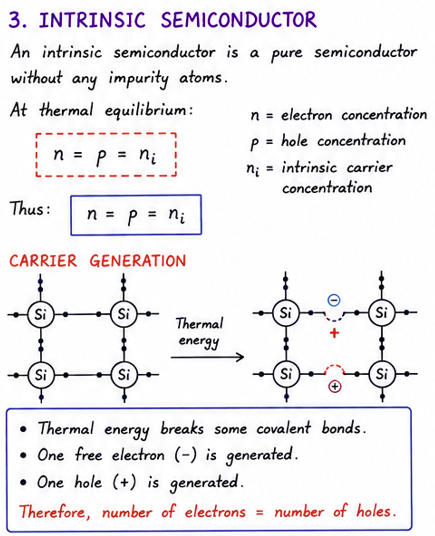 3. INTRINSIC SEMICONDUCTOR
An intrinsic semiconductor is a pure semiconductor
without any impurity atoms.
At thermal equilibrium:
n = p = nᵢ
n = electron concentration
p = hole concentration
nᵢ = intrinsic carrier
concentration
Thus:
n = p = nᵢ
CARRIER GENERATION
Si Si
Si Si
Thermal
energy
−
Si Si
+
Si Si
+
• Thermal energy breaks some covalent bonds.
• One free electron (−) is generated.
• One hole (+) is generated.
Therefore, number of electrons = number of holes.